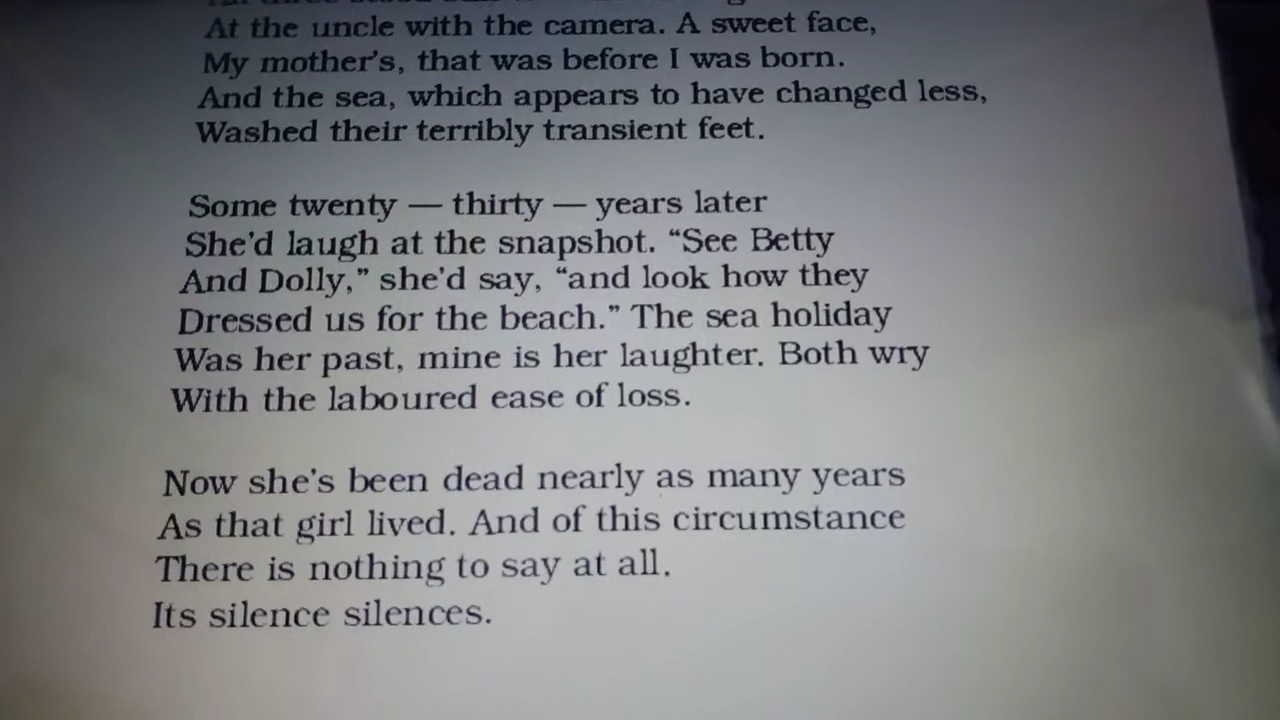 At the uncle with the camera. A sweet face,
My mother's, that was before I was born.
And the sea, which appears to have changed less,
Washed their terribly transient feet.
Some twenty — thirty — years later
She'd laugh at the snapshot. “See Betty
And Dolly,” she'd say, “and look how they
Dressed us for the beach.” The sea holiday
Was her past, mine is her laughter. Both wry
With the laboured ease of loss.
Now she's been dead nearly as many years
As that girl lived. And of this circumstance
There is nothing to say at all.
Its silence silences.